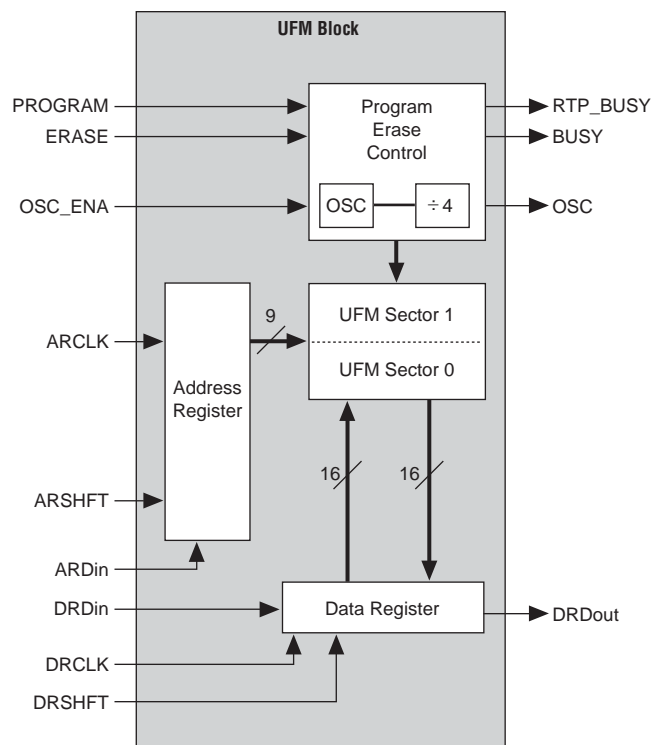 UFM Block
PROGRAM
ERASE
OSC_ENA
Program
Erase
Control
OSC
÷4
RTP_BUSY
BUSY
OSC
ARCLK
ARSHFT
ARDin
Address
Register
9
UFM Sector 1
UFM Sector 0
16
16
DRDin
DRCLK
DRSHFT
Data Register
DRDout